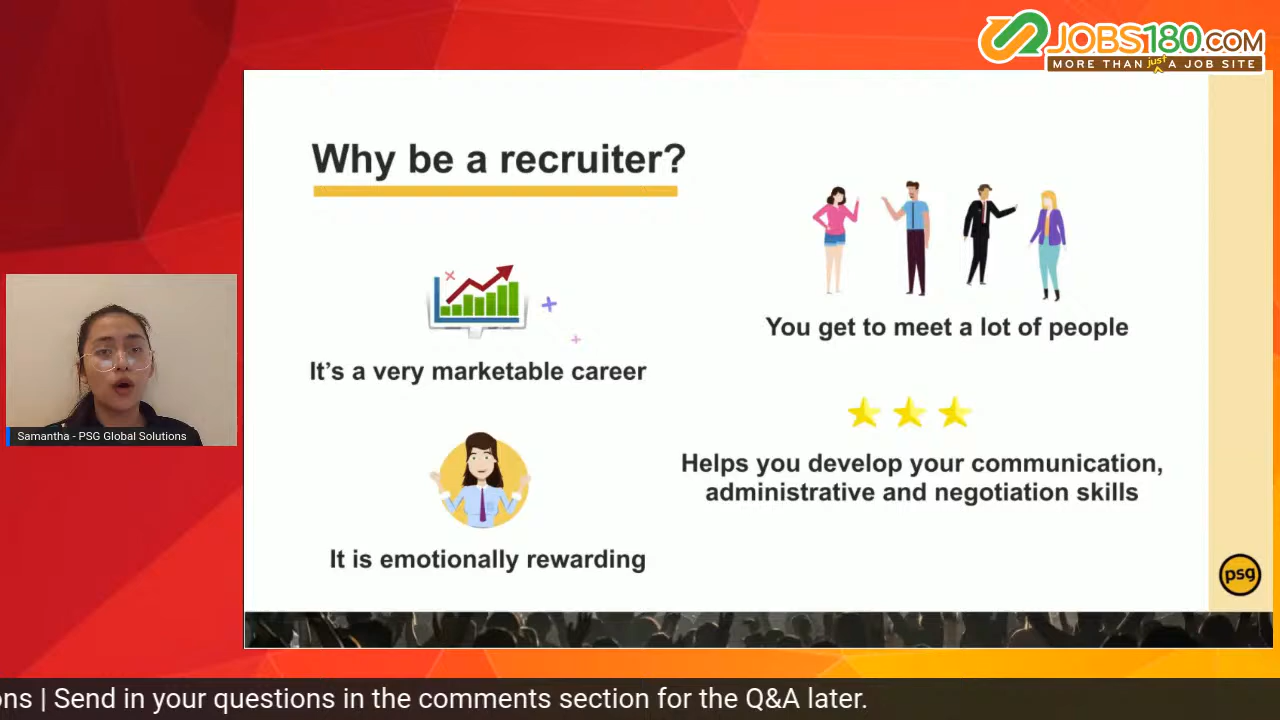 JOBS180.COM
MORE THAN just A JOB SITE
Why be a recruiter?
You get to meet a lot of people
It’s a very marketable career
Helps you develop your communication,
administrative and negotiation skills
It is emotionally rewarding
psg
Samantha - PSG Global Solutions
ons | Send in your questions in the comments section for the Q&A later.